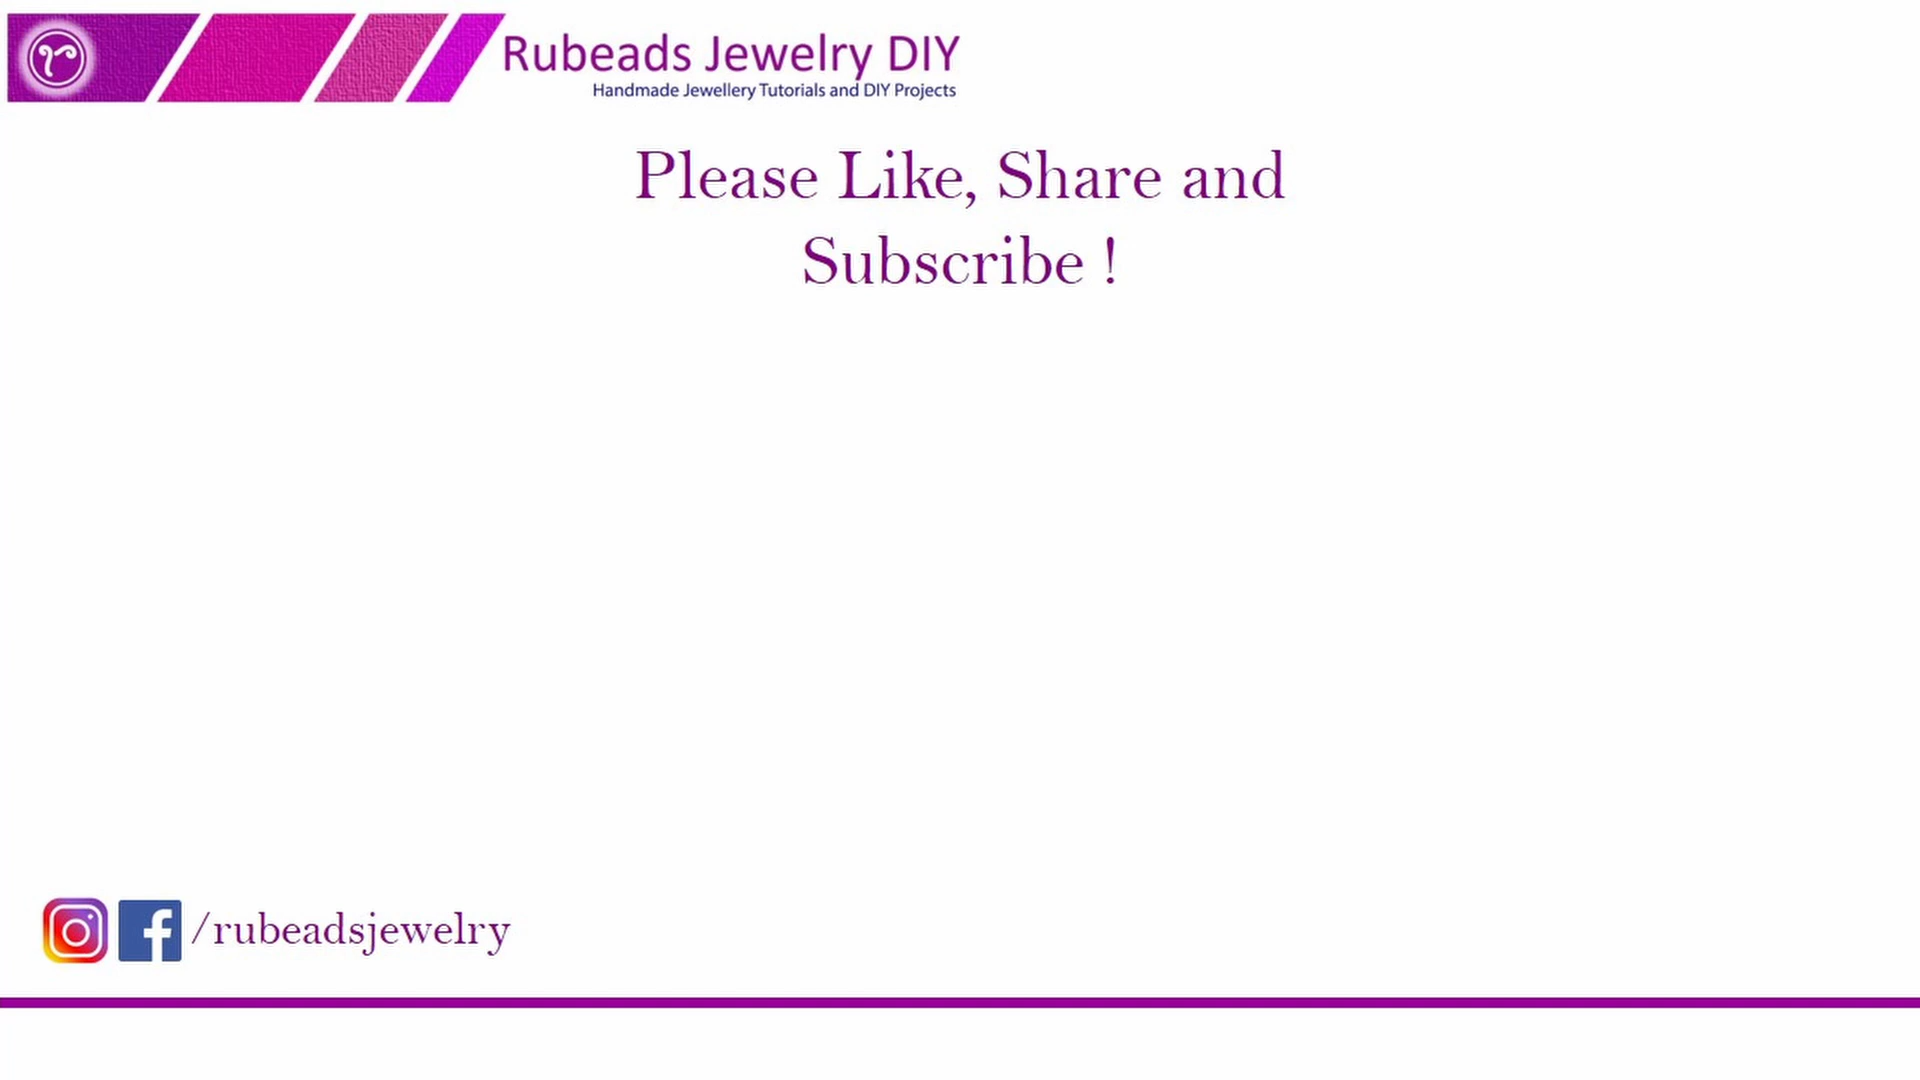 Rubeads Jewelry DIY
Handmade Jewellery Tutorials and DIY Projects
Please Like, Share and
Subscribe !
/rubeadsjewelry